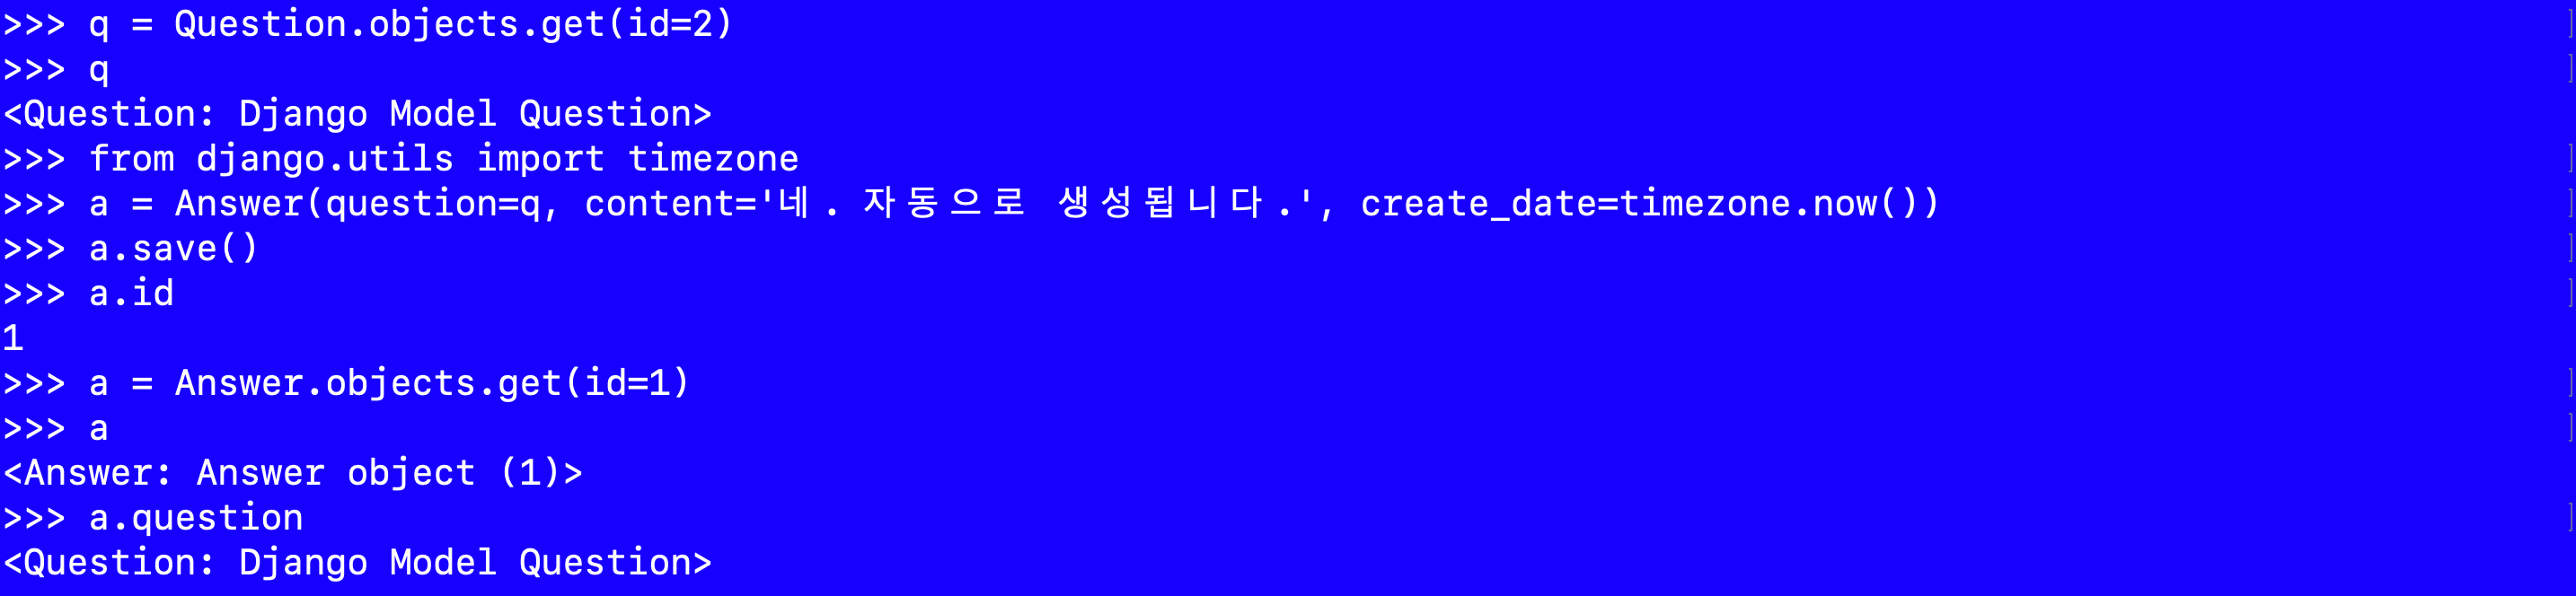 >>> q = Question.objects.get(id=2)
>>> q
<Question: Django Model Question>
>>> from django.utils import timezone
>>> a = Answer(question=q, content='네. 자동으로 생성됩니다.', create_date=timezone.now())
>>> a.save()
>>> a.id
1
>>> a = Answer.objects.get(id=1)
>>> a
<Answer: Answer object (1)>
>>> a.question
<Question: Django Model Question>